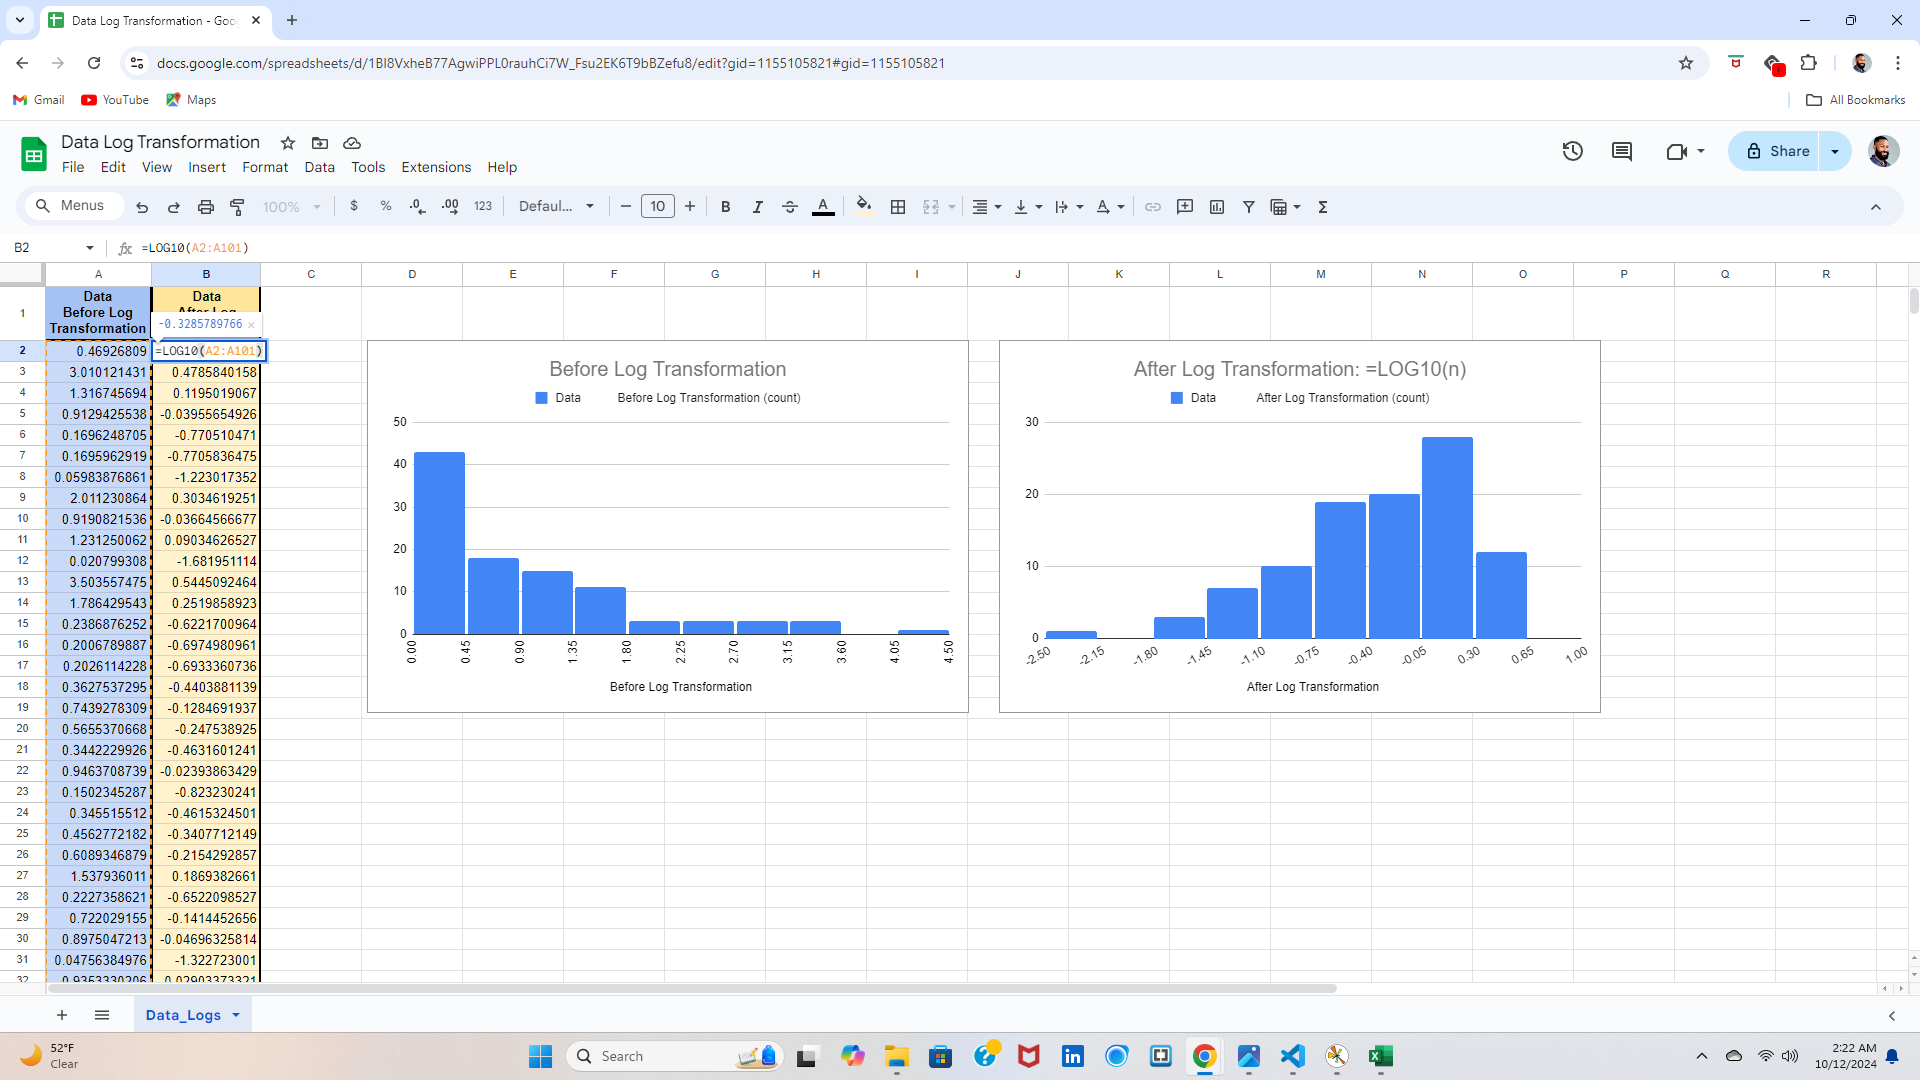 Data Log Transformation - Goo
docs.google.com/spreadsheets/d/1BI8VxheB77AgwiPPL0rauhCi7W_Fsu2EK6T9bBZefu8/edit?gid=1155105821#gid=1155105821
Gmail YouTube Maps All Bookmarks
Data Log Transformation
File Edit View Insert Format Data Tools Extensions Help
Share
Menus 100% $ % .0 .00 123 Defaul... 10 B I A
B2 fx =LOG10(A2:A101)
A B C D E F G H I J K L M N O P Q R
1 Data Before Log Transformation Data After Log
-0.3285789766
2 0.46926809 =LOG10(A2:A101)
3 3.010121431 0.4785840158
4 1.316745694 0.1195019067
5 0.9129425538 -0.03955654926
6 0.1696248705 -0.770510471
7 0.1695962919 -0.7705836475
8 0.05983876861 -1.223017352
9 2.011230864 0.3034619251
10 0.9190821536 -0.03664566677
11 1.231250062 0.09034626527
12 0.020799308 -1.681951114
13 3.503557475 0.5445092464
14 1.786429543 0.2519858923
15 0.2386876252 -0.6221700964
16 0.2006789887 -0.6974980961
17 0.2026114228 -0.6933360736
18 0.3627537295 -0.4403881139
19 0.7439278309 -0.1284691937
20 0.5655370668 -0.247538925
21 0.3442229926 -0.4631601241
22 0.9463708739 -0.02393863429
23 0.1502345287 -0.823230241
24 0.345515512 -0.4615324501
25 0.4562772182 -0.3407712149
26 0.6089346879 -0.2154292857
27 1.537936011 0.1869382661
28 0.2227358621 -0.6522098527
29 0.722029155 -0.1414452656
30 0.8975047213 -0.04696325814
31 0.04756384976 -1.322723001
32 0.9353330206 0.02903373321
Before Log Transformation
Data Before Log Transformation (count)
50
40
30
20
10
0
0.00 0.45 0.90 1.35 1.80 2.25 2.70 3.15 3.60 4.05 4.50
Before Log Transformation
After Log Transformation: =LOG10(n)
Data After Log Transformation (count)
30
20
10
0
-2.50 -2.15 -1.80 -1.45 -1.10 -0.75 -0.40 -0.05 0.30 0.65 1.00
After Log Transformation
Data_Logs
52°F
Clear
Search
2:22 AM
10/12/2024